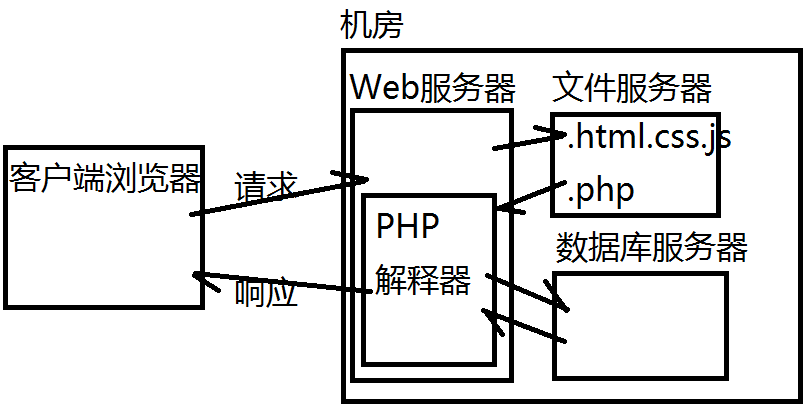 机房
Web服务器
文件服务器
.html.css.js
.php
客户端浏览器
请求
PHP
解释器
响应
数据库服务器